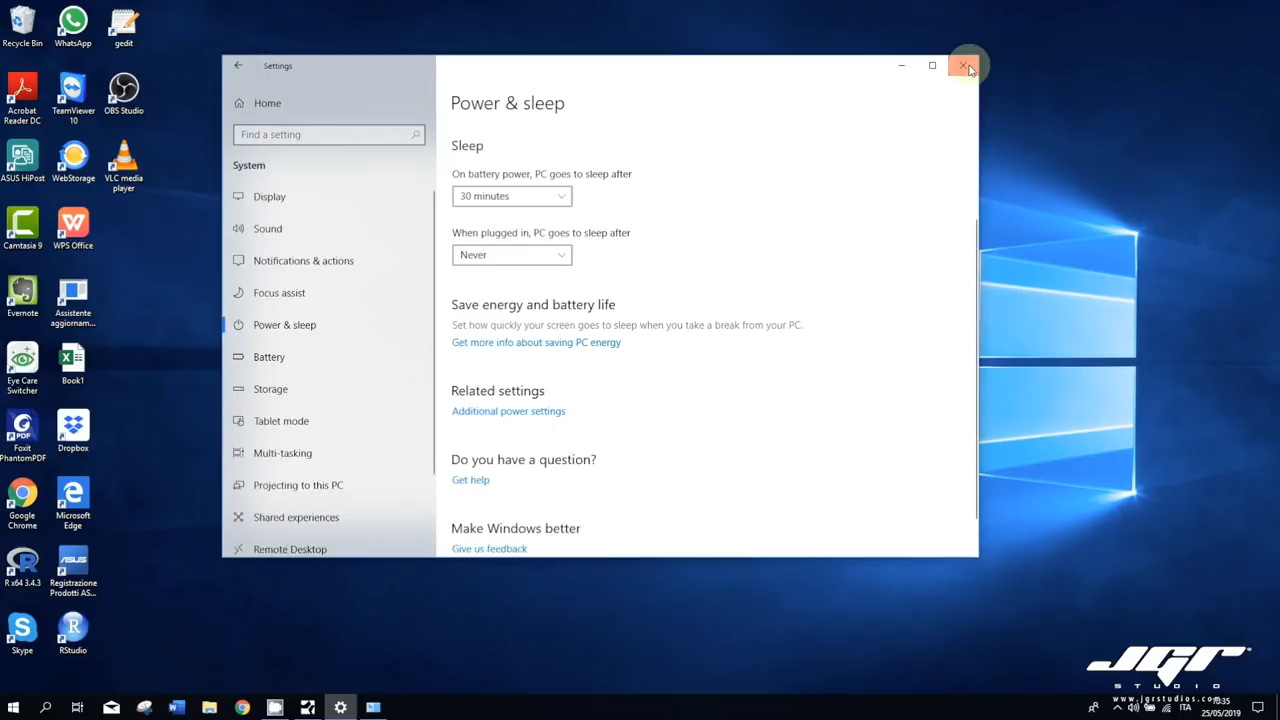 Recycle Bin
WhatsApp
gedit
Acrobat
Reader DC
TeamViewer
10
OBS Studio
ASUS HiPost
WebStorage
VLC media
player
Camtasia 9
WPS Office
Evernote
Assistente
aggiornam...
Eye Care
Switcher
Book1
Foxit
PhantomPDF
Dropbox
Google
Chrome
Microsoft
Edge
R x64 3.4.3
Registrazione
Prodotti AS...
Skype
RStudio
Settings
Home
Find a setting
System
Display
Sound
Notifications & actions
Focus assist
Power & sleep
Battery
Storage
Tablet mode
Multi-tasking
Projecting to this PC
Shared experiences
Remote Desktop
Power & sleep
Sleep
On battery power, PC goes to sleep after
30 minutes
When plugged in, PC goes to sleep after
Never
Save energy and battery life
Set how quickly your screen goes to sleep when you take a break from your PC.
Get more info about saving PC energy
Related settings
Additional power settings
Do you have a question?
Get help
Make Windows better
Give us feedback
JGR
STUDIO
www.jgrstudios.com
ITA
25/05/2019